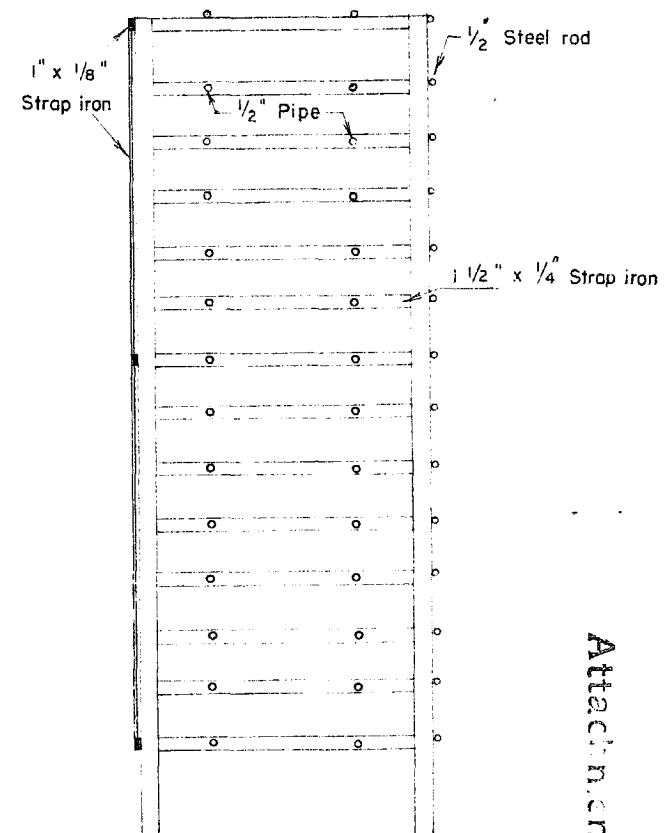 1/2" Steel rod
1" x 1/8"
Strap iron
1/2" Pipe
1 1/2" x 1/4" Strap iron